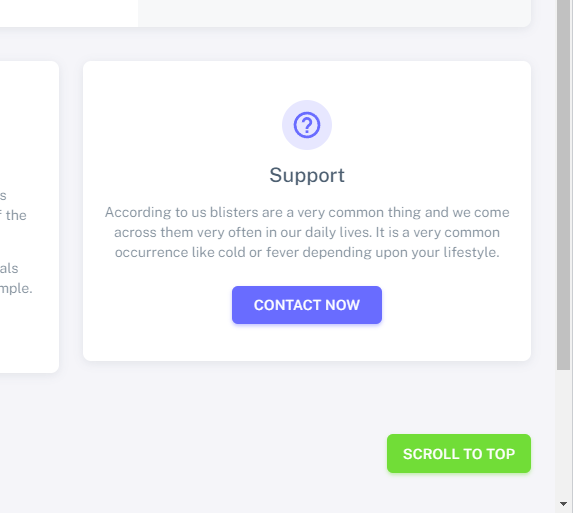 s
f the
als
mple.
Support
According to us blisters are a very common thing and we come
across them very often in our daily lives. It is a very common
occurrence like cold or fever depending upon your lifestyle.
CONTACT NOW
SCROLL TO TOP